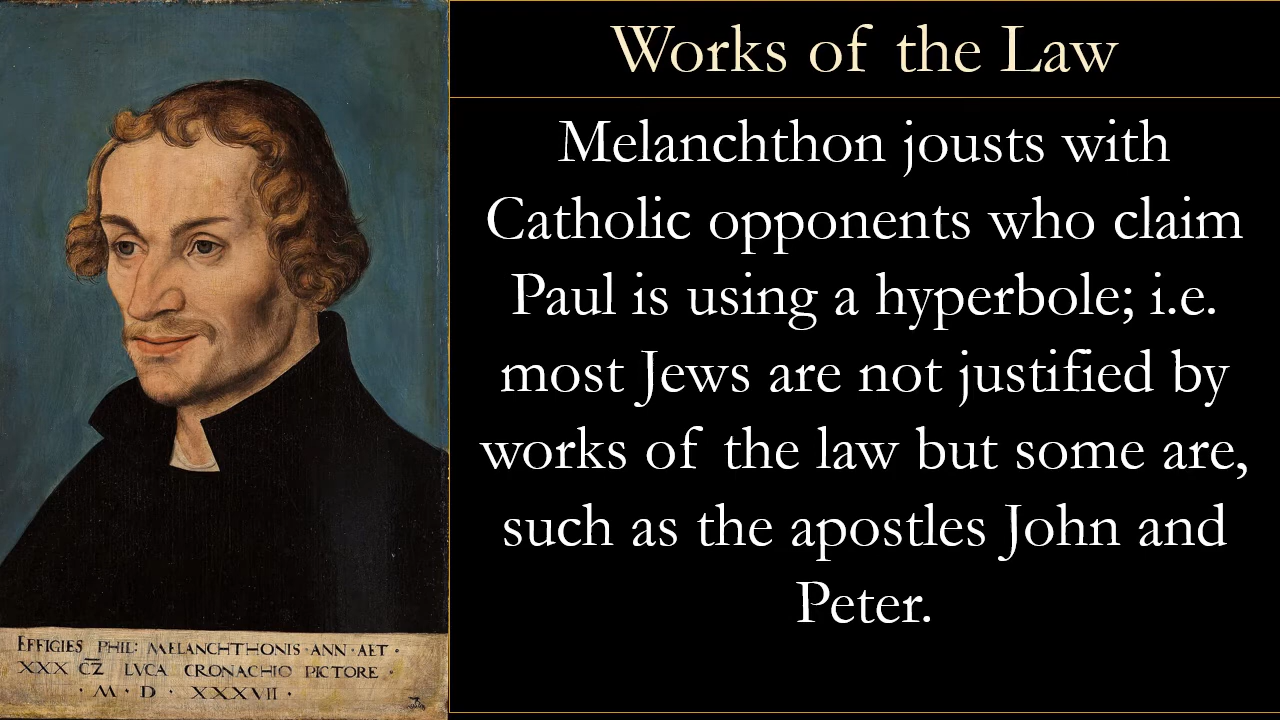 Works of the Law
Melanchthon jousts with
Catholic opponents who claim
Paul is using a hyperbole; i.e.
most Jews are not justified by
works of the law but some are,
such as the apostles John and
Peter.
EFFIGIES PHIL: MELANCHTHONIS·ANN·AET·
XXX LVCA CRONACHIO PICTORE·
·M·D·XXXVII·